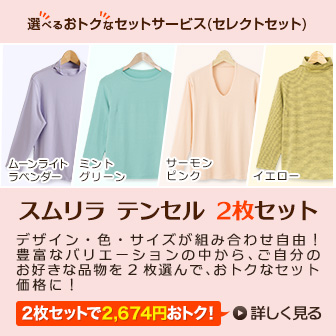 選べるおトクなセットサービス(セレクトセット)
ムーンライト
ラベンダー
ミント
グリーン
サーモン
ピンク
イエロー
スムリラ テンセル 2枚セット
デザイン・色・サイズが組み合わせ自由！
豊富なバリエーションの中から、ご自分の
お好きな品物を2枚選んで、おトクなセット
価格に！
2枚セットで2,674円おトク！
詳しく見る